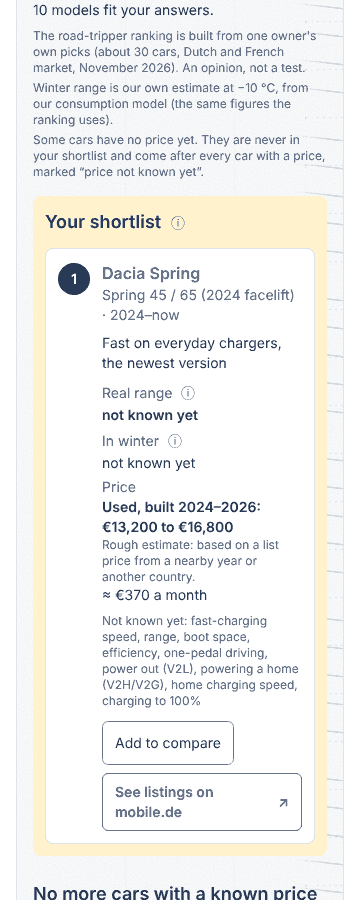 10 models fit your answers.
The road-tripper ranking is built from one owner's
own picks (about 30 cars, Dutch and French
market, November 2026). An opinion, not a test.
Winter range is our own estimate at −10 °C, from
our consumption model (the same figures the
ranking uses).
Some cars have no price yet. They are never in
your shortlist and come after every car with a price,
marked “price not known yet”.
Your shortlist ⓘ
1
Dacia Spring
Spring 45 / 65 (2024 facelift)
· 2024–now
Fast on everyday chargers,
the newest version
Real range ⓘ
not known yet
In winter ⓘ
not known yet
Price
Used, built 2024–2026:
€13,200 to €16,800
Rough estimate: based on a list
price from a nearby year or
another country.
≈ €370 a month
Not known yet: fast-charging
speed, range, boot space,
efficiency, one-pedal driving,
power out (V2L), powering a home
(V2H/V2G), home charging speed,
charging to 100%
Add to compare
See listings on
mobile.de ↗
No more cars with a known price